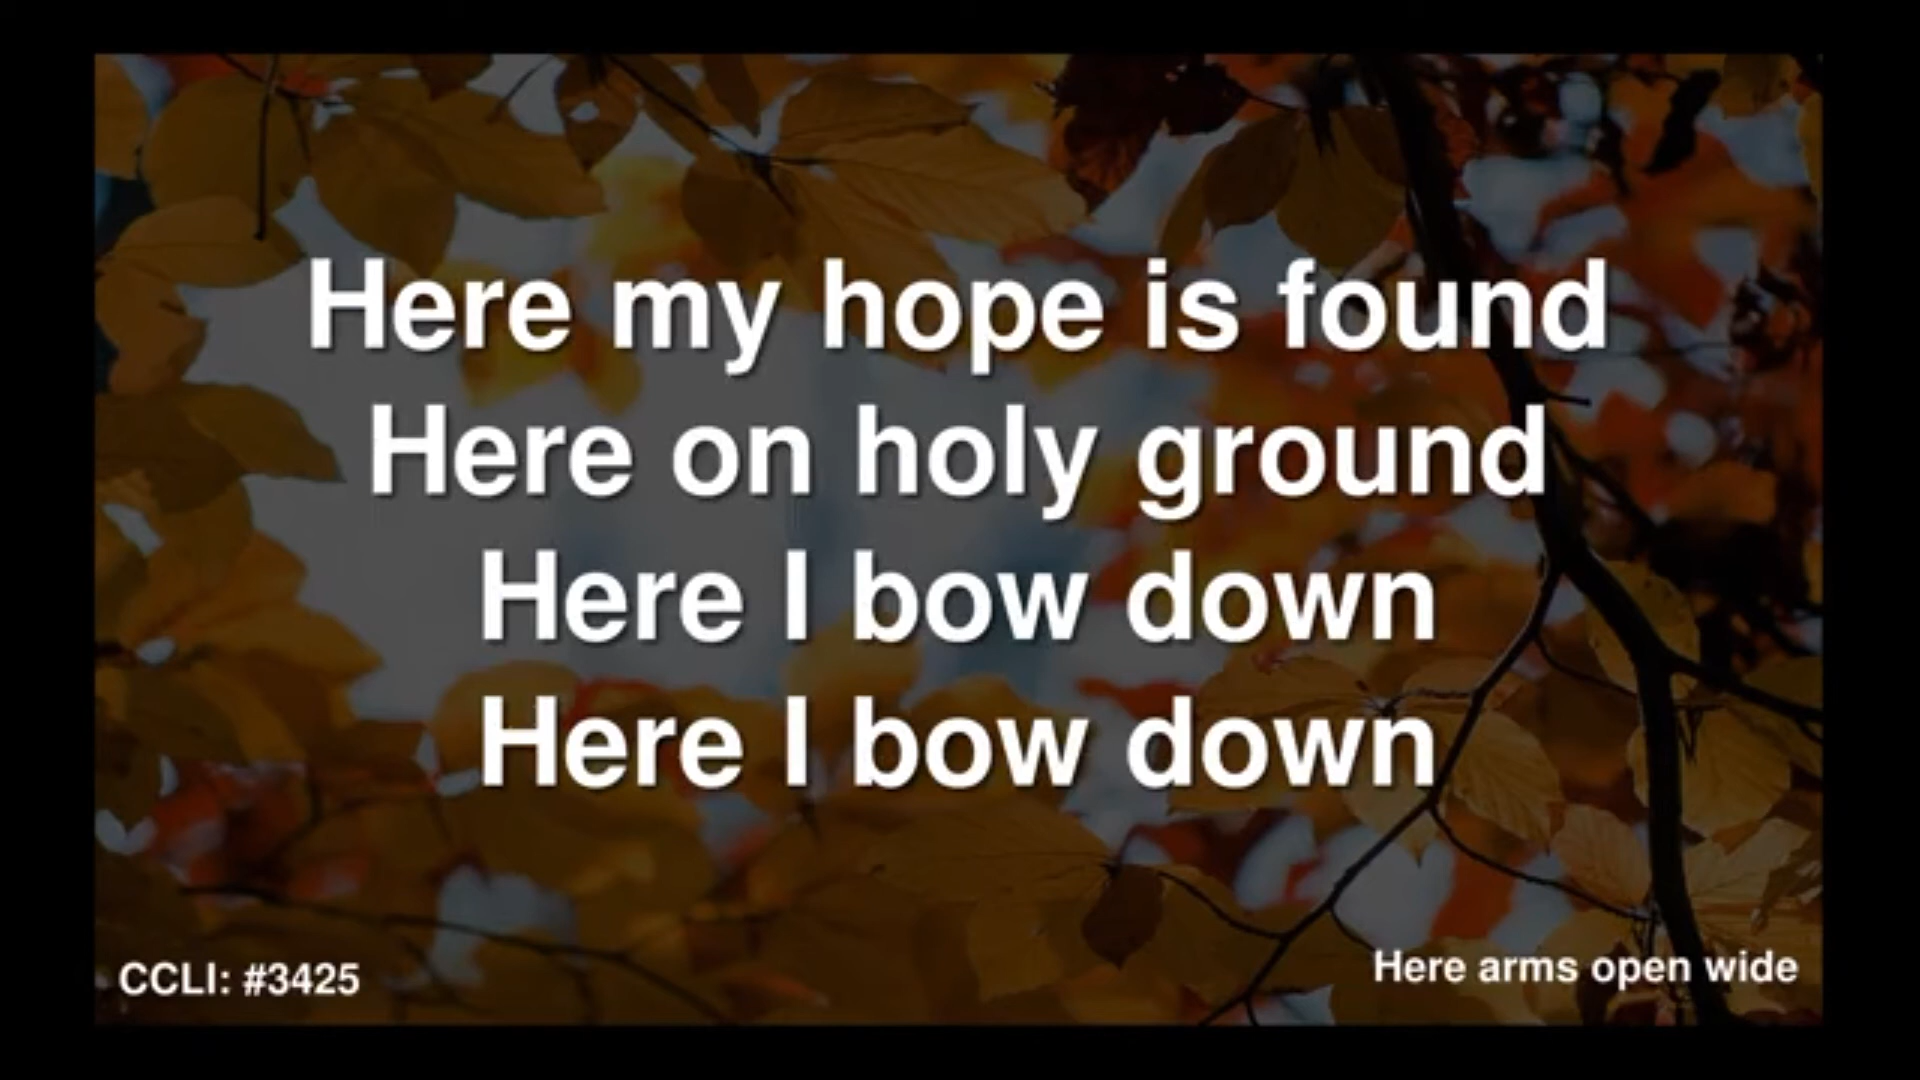 Here my hope is found
Here on holy ground
Here I bow down
Here I bow down
CCLI: #3425
Here arms open wide